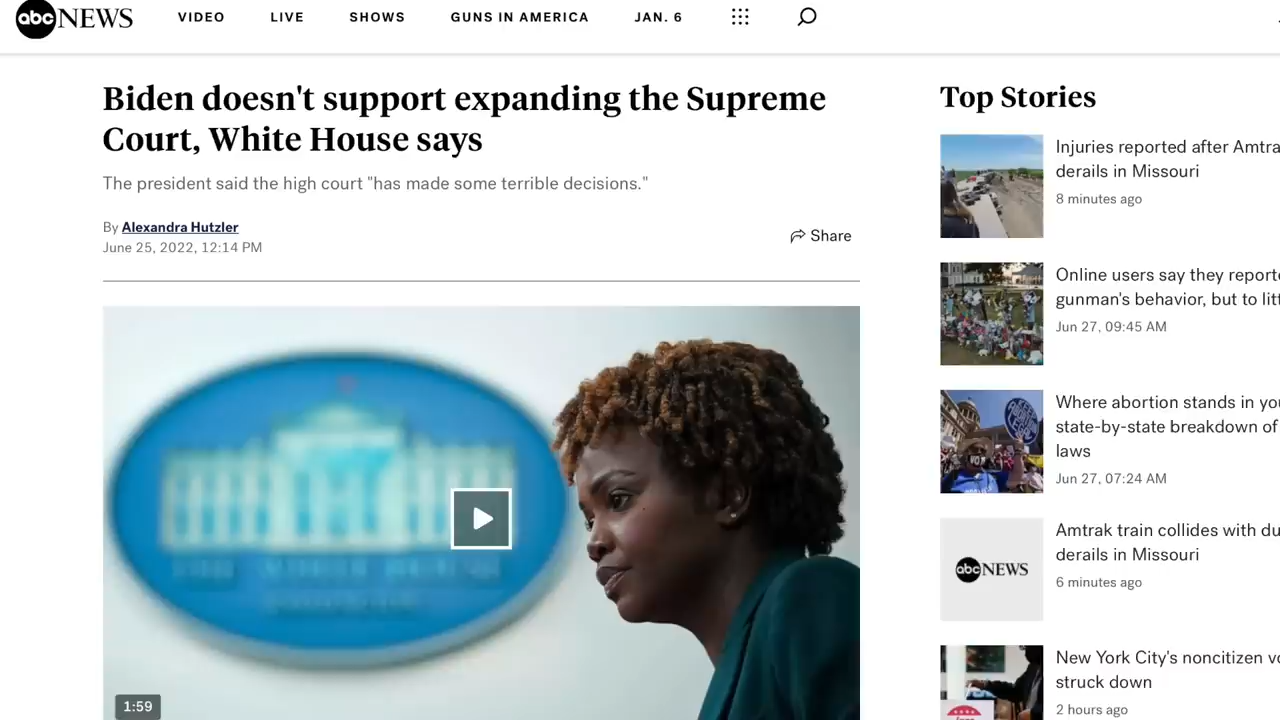 abc NEWS VIDEO LIVE SHOWS GUNS IN AMERICA JAN. 6
Biden doesn't support expanding the Supreme
Court, White House says
The president said the high court "has made some terrible decisions."
By Alexandra Hutzler
June 25, 2022, 12:14 PM
Share
1:59
Top Stories
Injuries reported after Amtra
derails in Missouri
8 minutes ago
Online users say they reporte
gunman's behavior, but to litt
Jun 27, 09:45 AM
Where abortion stands in you
state-by-state breakdown of
laws
Jun 27, 07:24 AM
abc NEWS
Amtrak train collides with du
derails in Missouri
6 minutes ago
New York City's noncitizen vo
struck down
2 hours ago